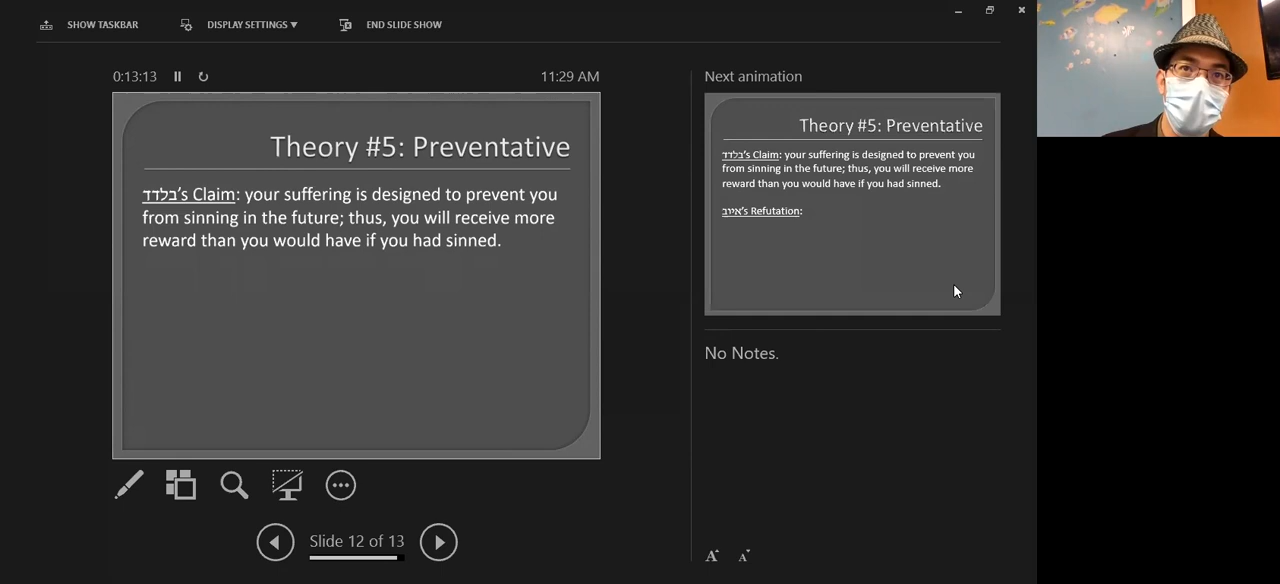 SHOW TASKBAR
DISPLAY SETTINGS ▼
END SLIDE SHOW
0:13:13
11:29 AM
Theory #5: Preventative
בלדד's Claim: your suffering is designed to prevent you
from sinning in the future; thus, you will receive more
reward than you would have if you had sinned.
Slide 12 of 13
Next animation
Theory #5: Preventative
בלדד's Claim: your suffering is designed to prevent you
from sinning in the future; thus, you will receive more
reward than you would have if you had sinned.
איוב's Refutation:
No Notes.
A
A